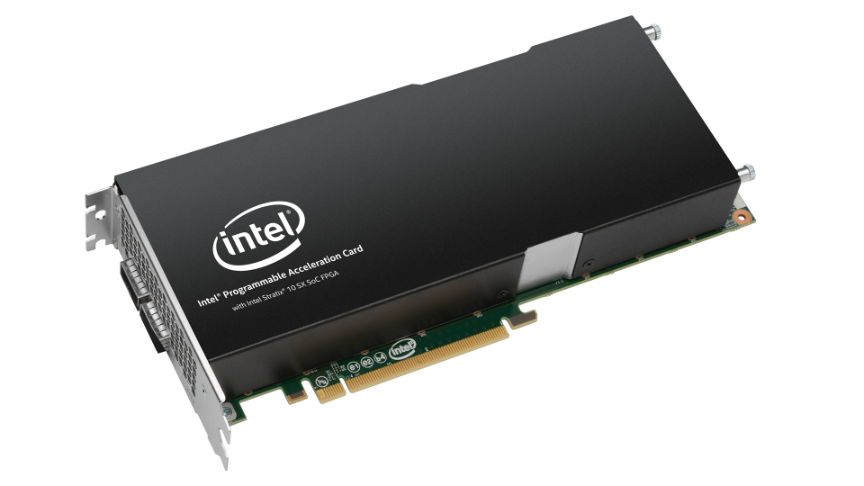 intel®
Intel® Programmable Acceleration Card
with Intel Stratix® 10 SX SoC FPGA
intel